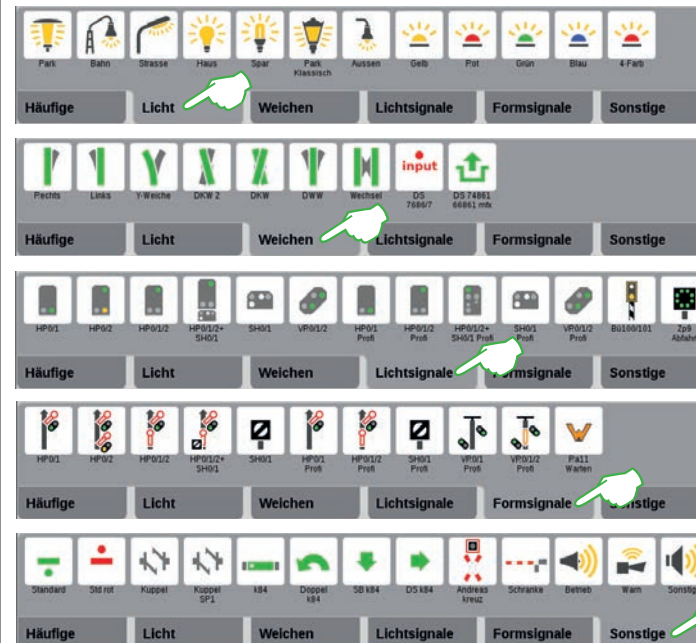 Park Bahn Strasse Haus Spar Park Klassisch Aussen Gelb Rot Grün Blau 4-Farb
Häufige Licht Weichen Lichtsignale Formsignale Sonstige
input
Rechts Links Y-Weiche DKW 2 DKW DWW Wechsel DS 7686/7 DS 74861 66861 mfx
Häufige Licht Weichen Lichtsignale Formsignale Sonstige
HP0/1 HP0/2 HP0/1/2 HP0/1/2+ SH0/1 SH0/1 VR0/1/2 HP0/1 Profi HP0/1/2 Profi HP0/1/2+ SH0/1 Profi SH0/1 Profi VR0/1/2 Profi Bü100/101 Zp9 Abfahrt
Häufige Licht Weichen Lichtsignale Formsignale Sonstige
HP0/1 HP0/2 HP0/1/2 HP0/1/2+ SH0/1 SH0/1 HP0/1 Profi HP0/1/2 Profi SH0/1 Profi VR0/1 Profi VR0/1/2 Profi Ra11 Warten
Häufige Licht Weichen Lichtsignale Formsignale Sonstige
Standard Std rot Kuppel Kuppel SP1 k84 Doppel k84 SB k84 DS k84 Andreas kreuz Schranke Betrieb Warn Sonstig
Häufige Licht Weichen Lichtsignale Formsignale Sonstige